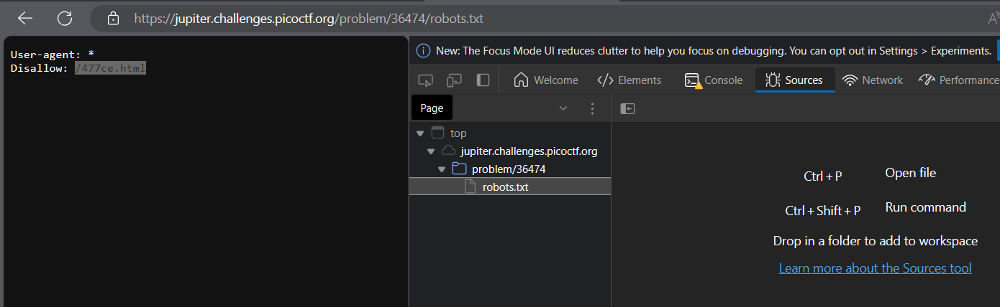 https://jupiter.challenges.picoctf.org/problem/36474/robots.txt
User-agent: *
Disallow: /477ce.html
New: The Focus Mode UI reduces clutter to help you focus on debugging. You can opt out in Settings > Experiments.
Welcome Elements Console Sources Network Performance
Page
top
jupiter.challenges.picoctf.org
problem/36474
robots.txt
Ctrl + P Open file
Ctrl + Shift + P Run command
Drop in a folder to add to workspace
Learn more about the Sources tool